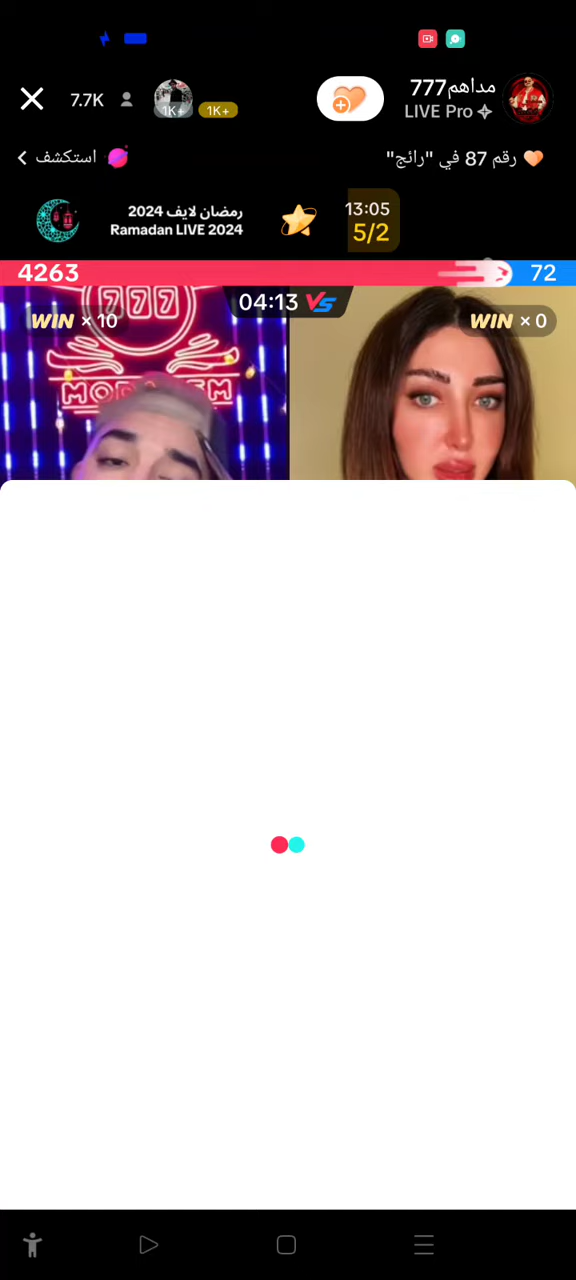 7.7K
1K+
1K+
مداهم777
LIVE Pro
استكشف
رقم 87 في "رائج"
رمضان لايف 2024
Ramadan LIVE 2024
13:05
5/2
4263
72
04:13 VS
WIN × 10
WIN × 0
777